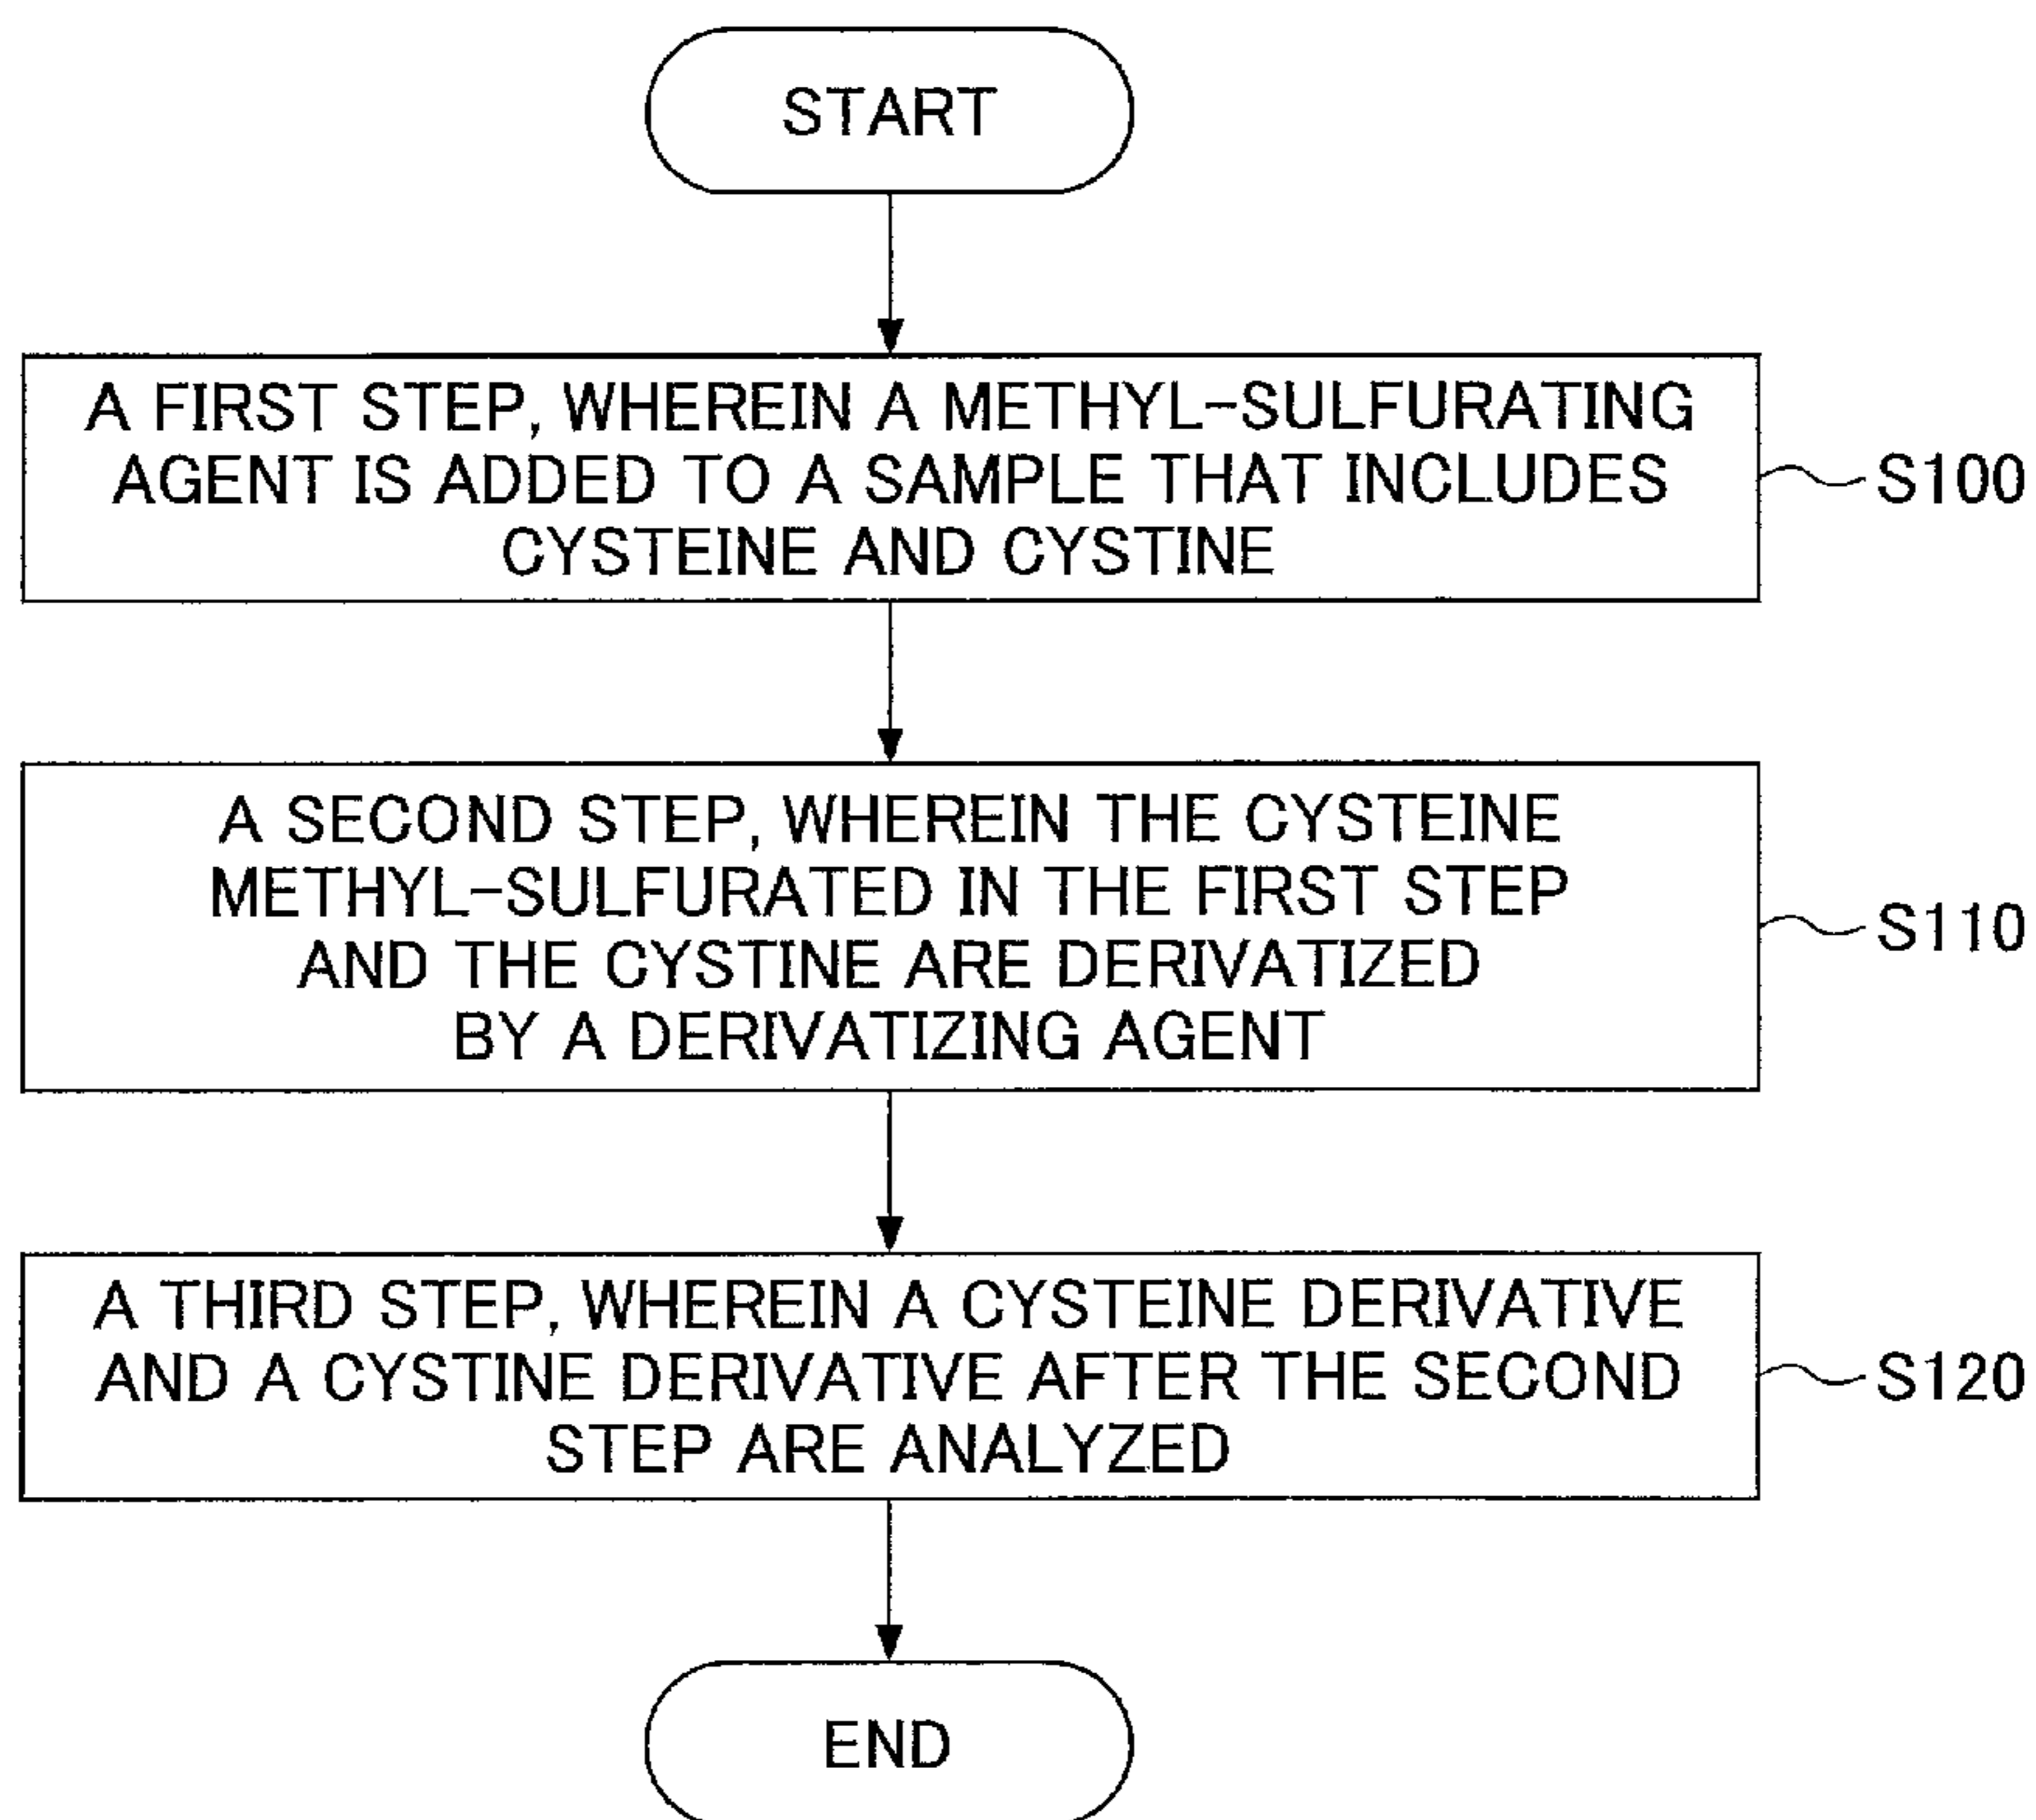 START
A FIRST STEP, WHEREIN A METHYL-SULFURATING
AGENT IS ADDED TO A SAMPLE THAT INCLUDES
CYSTEINE AND CYSTINE
S100
A SECOND STEP, WHEREIN THE CYSTEINE
METHYL-SULFURATED IN THE FIRST STEP
AND THE CYSTINE ARE DERIVATIZED
BY A DERIVATIZING AGENT
S110
A THIRD STEP, WHEREIN A CYSTEINE DERIVATIVE
AND A CYSTINE DERIVATIVE AFTER THE SECOND
STEP ARE ANALYZED
S120
END